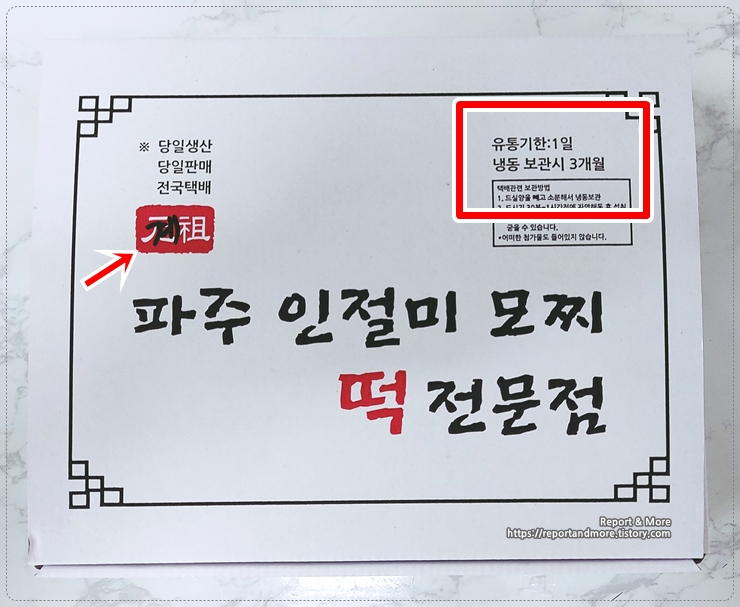 ※ 당일생산
당일판매
전국택배
元祖
계
유통기한:1일
냉동 보관시 3개월
택배관련 보관방법
1. 드실양을 빼고 소분해서 냉동보관
굳을 수 있습니다.
•어떠한 첨가물도 들어있지 않습니다.
파주 인절미 모찌
떡 전문점
Report & More
https://reportandmore.tistory.com